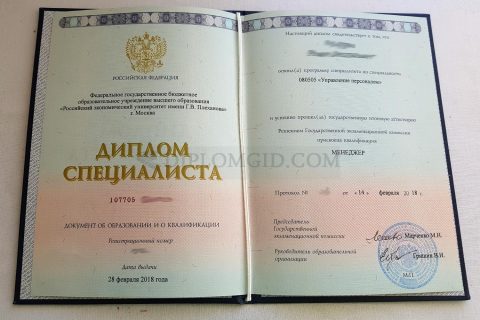 РОССИЙСКАЯ ФЕДЕРАЦИЯ
Федеральное государственное бюджетное
образовательное учреждение высшего образования
«Российский экономический университет имени Г.В. Плеханова»
г. Москва
ДИПЛОМ
СПЕЦИАЛИСТА
107705
ДОКУМЕНТ ОБ ОБРАЗОВАНИИ И О КВАЛИФИКАЦИИ
Регистрационный номер
Дата выдачи
28 февраля 2018 года
Настоящий диплом свидетельствует о том, что
освоил(а) программу специалитета по специальности
080505 «Управление персоналом»
и успешно прошёл(ла) государственную итоговую аттестацию
Решением Государственной экзаменационной комиссии
присвоена квалификация
МЕНЕДЖЕР
Протокол № от « 14 » февраля 2018 г.
Председатель
Государственной
экзаменационной комиссии Марченко М.Н.
Руководитель образовательной
организации Гришин В.И.
М.П.
DIPLOMGID.COM